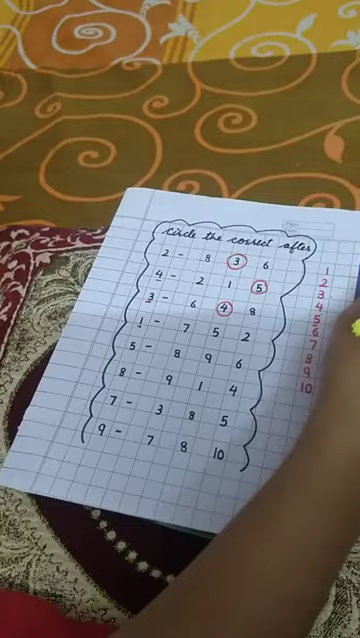 circle the correct after
2 - 8 3 6
4 - 2 1 5
3 - 6 4 8
1 - 7 5 2
5 - 8 9 6
8 - 9 1 4
7 - 3 8 5
9 - 7 8 10
1
2
3
4
5
6
7
8
9
10